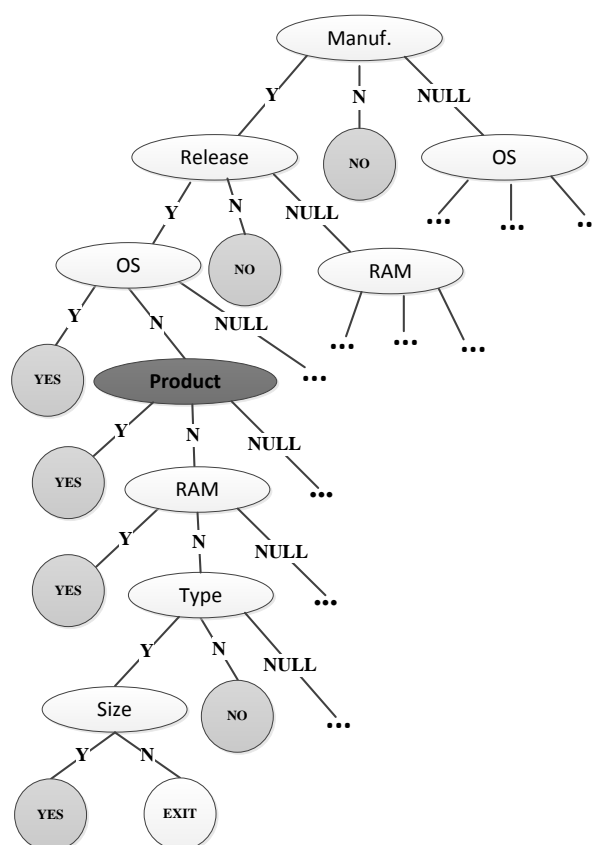 Manuf.
Y N NULL
Release NO OS
Y N NULL ... ... ..
OS NO RAM
Y N NULL ... ... ...
YES Product ...
Y N NULL
YES RAM ...
Y N NULL
YES Type ...
Y N NULL
Size NO ...
Y N
YES EXIT